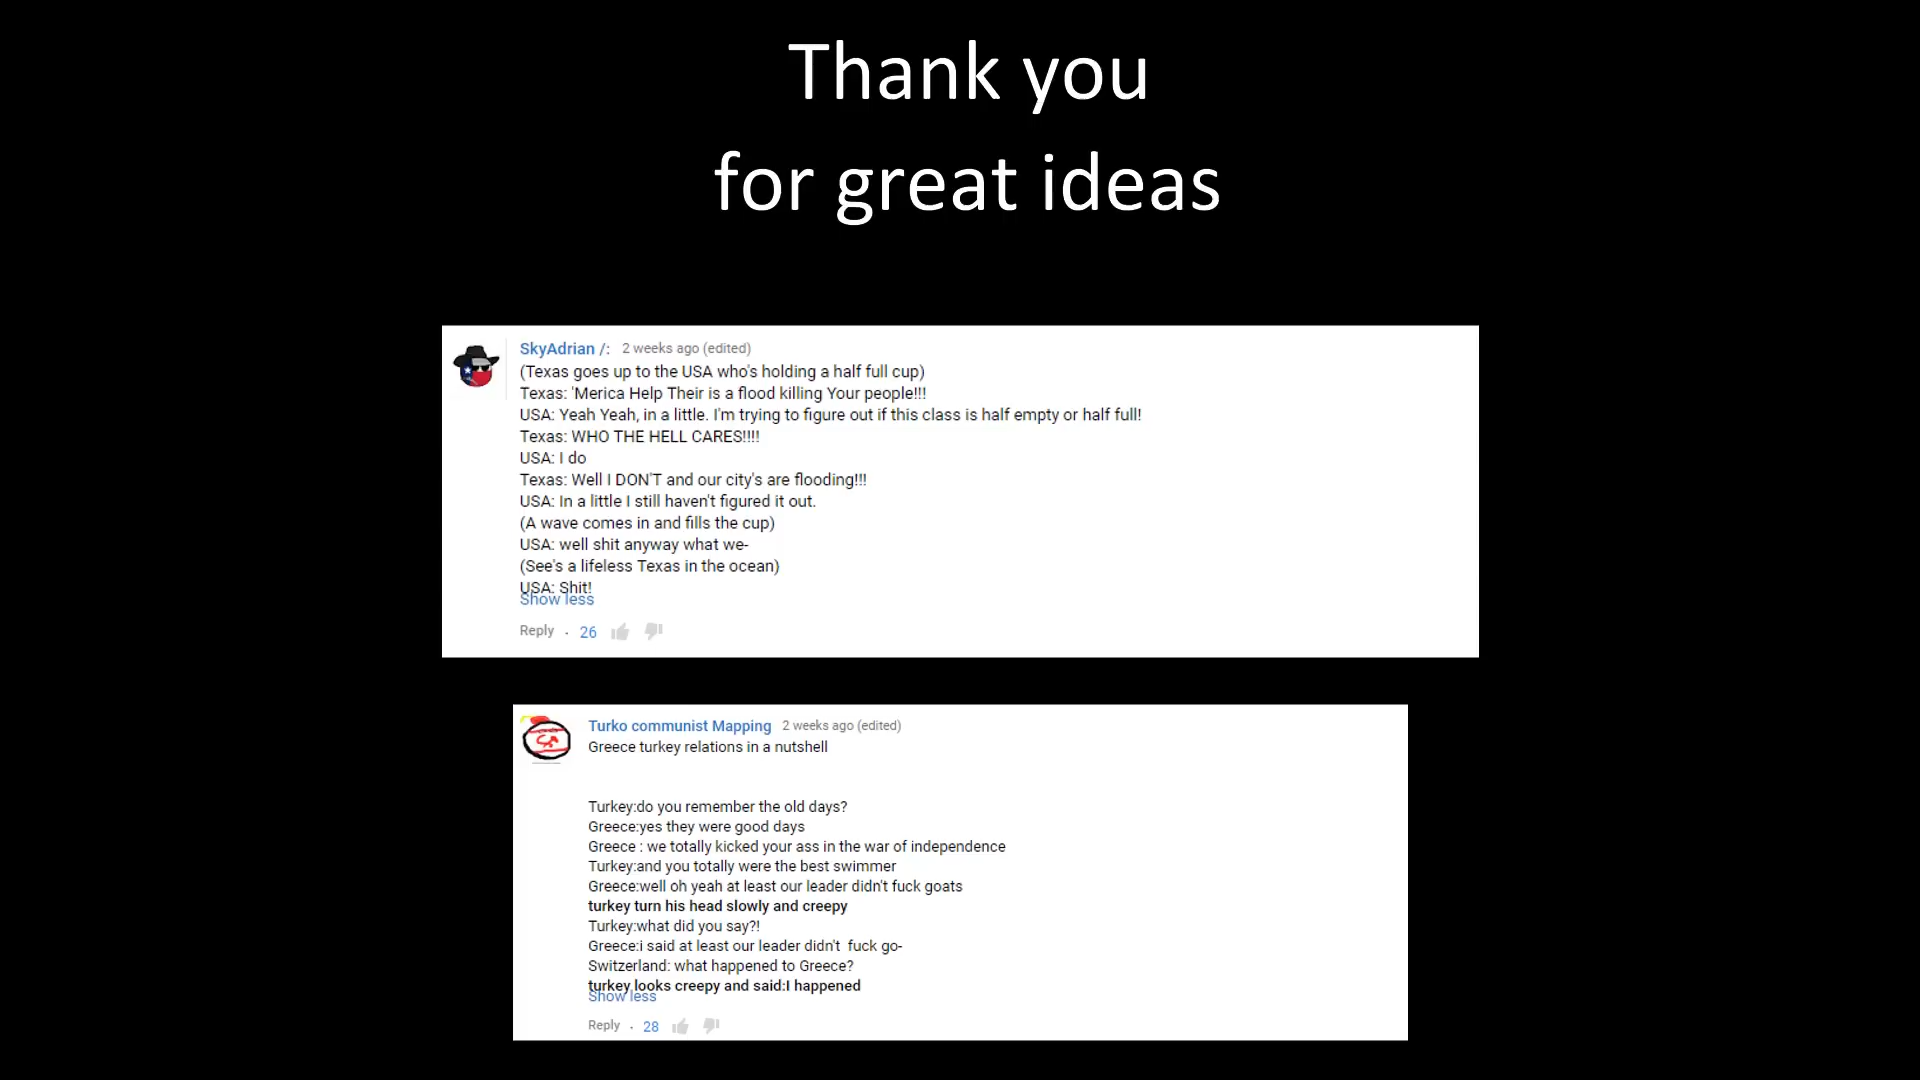 Thank you
for great ideas
SkyAdrian /: 2 weeks ago (edited)
(Texas goes up to the USA who's holding a half full cup)
Texas: 'Merica Help Their is a flood killing Your people!!!
USA: Yeah Yeah, in a little. I'm trying to figure out if this class is half empty or half full!
Texas: WHO THE HELL CARES!!!!
USA: I do
Texas: Well I DON'T and our city's are flooding!!!
USA: In a little I still haven't figured it out.
(A wave comes in and fills the cup)
USA: well shit anyway what we-
(See's a lifeless Texas in the ocean)
USA: Shit!
Show less
Reply . 26
Turko communist Mapping 2 weeks ago (edited)
Greece turkey relations in a nutshell
Turkey:do you remember the old days?
Greece:yes they were good days
Greece : we totally kicked your ass in the war of independence
Turkey:and you totally were the best swimmer
Greece:well oh yeah at least our leader didn't fuck goats
turkey turn his head slowly and creepy
Turkey:what did you say?!
Greece:i said at least our leader didn't  fuck go-
Switzerland: what happened to Greece?
turkey looks creepy and said:I happened
Show less
Reply . 28